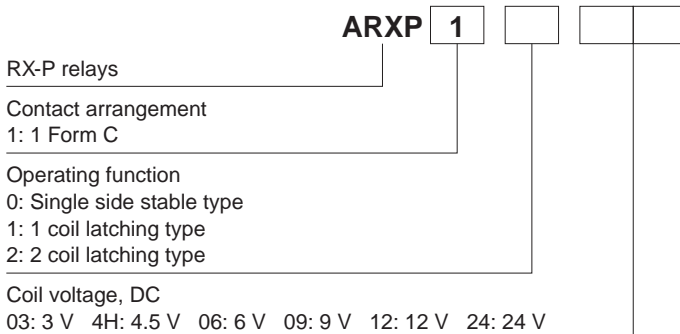 ARXP 1
RX-P relays
Contact arrangement
1: 1 Form C
Operating function
0: Single side stable type
1: 1 coil latching type
2: 2 coil latching type
Coil voltage, DC
03: 3 V 4H: 4.5 V 06: 6 V 09: 9 V 12: 12 V 24: 24 V